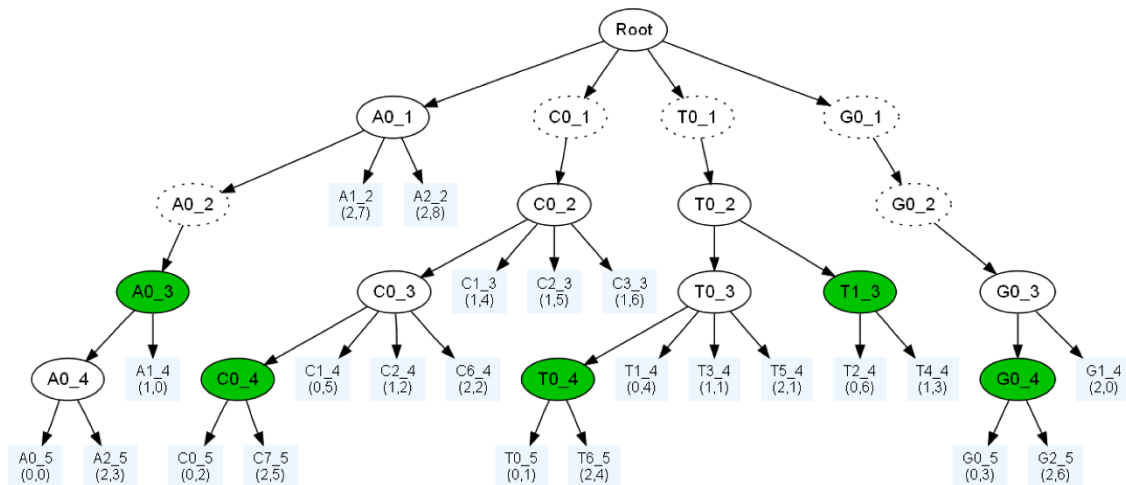 Root
A0_1
C0_1
T0_1
G0_1
A0_2
A1_2
(2,7)
A2_2
(2,8)
C0_2
T0_2
G0_2
A0_3
C0_3
C1_3
(1,4)
C2_3
(1,5)
C3_3
(1,6)
T0_3
T1_3
G0_3
A0_4
A1_4
(1,0)
C0_4
C1_4
(0,5)
C2_4
(1,2)
C6_4
(2,2)
T0_4
T1_4
(0,4)
T3_4
(1,1)
T5_4
(2,1)
T2_4
(0,6)
T4_4
(1,3)
G0_4
G1_4
(2,0)
A0_5
(0,0)
A2_5
(2,3)
C0_5
(0,2)
C7_5
(2,5)
T0_5
(0,1)
T6_5
(2,4)
G0_5
(0,3)
G2_5
(2,6)